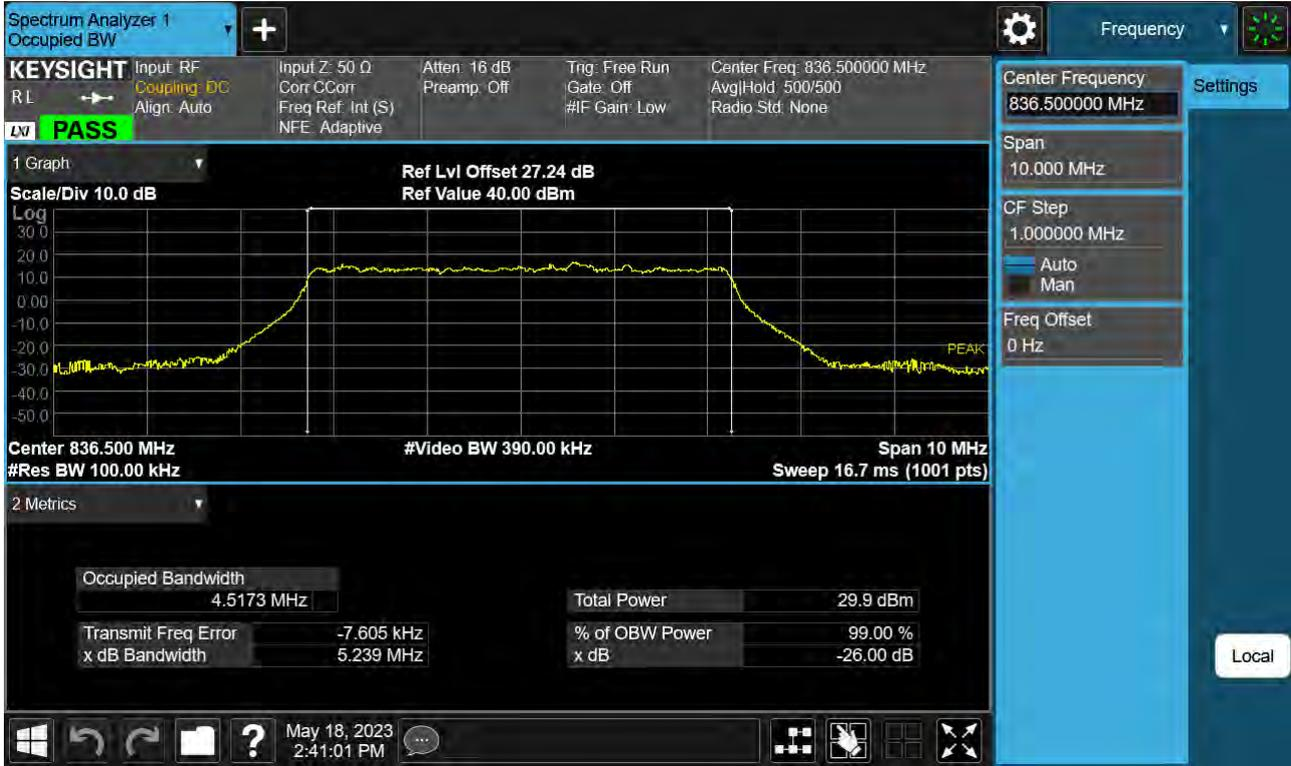 Spectrum Analyzer 1
Occupied BW
+
Frequency
KEYSIGHT
R L
LXI PASS
Input: RF
Coupling: DC
Align: Auto
Input Z: 50 Ω
Corr CCorr
Freq Ref: Int (S)
NFE: Adaptive
Atten: 16 dB
Preamp: Off
Trig: Free Run
Gate: Off
#IF Gain: Low
Center Freq: 836.500000 MHz
Avg|Hold: 500/500
Radio Std: None
Center Frequency
836.500000 MHz
Settings
Span
10.000 MHz
CF Step
1.000000 MHz
Auto
Man
Freq Offset
0 Hz
1 Graph
Scale/Div 10.0 dB
Ref Lvl Offset 27.24 dB
Ref Value 40.00 dBm
Log
30.0
20.0
10.0
0.00
-10.0
-20.0
-30.0
-40.0
-50.0
PEAK
Center 836.500 MHz
#Video BW 390.00 kHz
Span 10 MHz
#Res BW 100.00 kHz
Sweep 16.7 ms (1001 pts)
2 Metrics
Occupied Bandwidth
4.5173 MHz
Total Power 29.9 dBm
Transmit Freq Error -7.605 kHz
% of OBW Power 99.00 %
x dB Bandwidth 5.239 MHz
x dB -26.00 dB
Local
?
May 18, 2023
2:41:01 PM